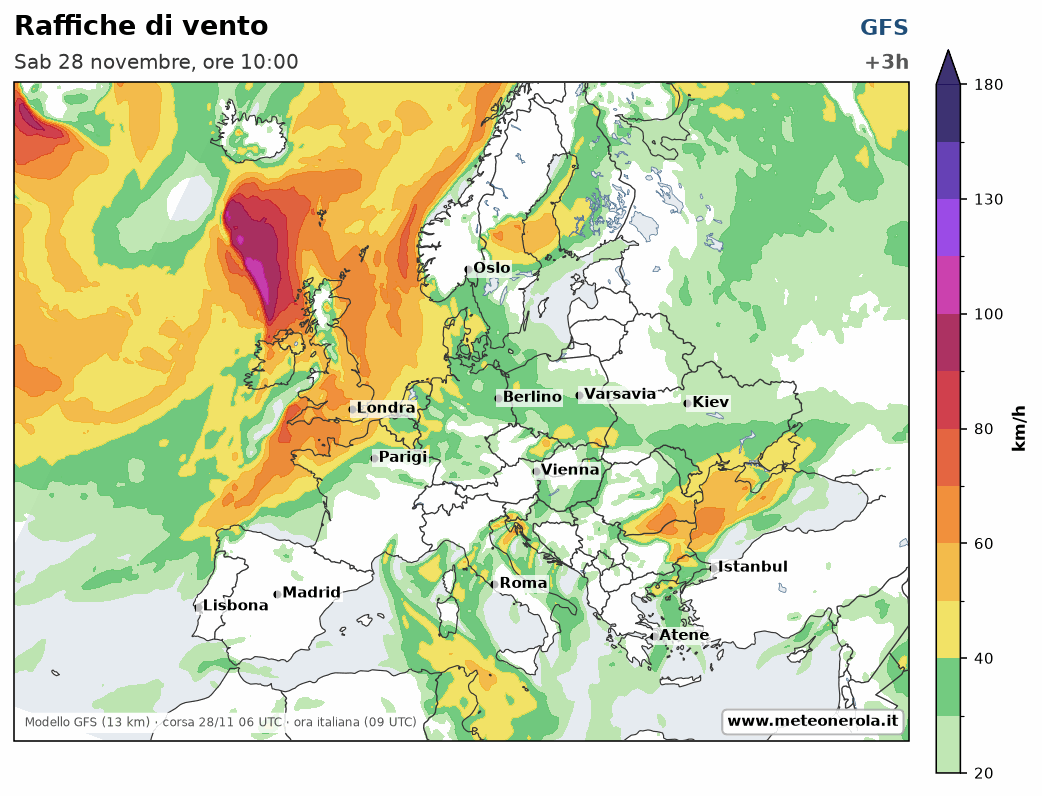 Raffiche di vento
GFS
Sab 28 novembre, ore 10:00
+3h
180
130
100
80
60
40
20
km/h
Oslo
Londra
Berlino
Varsavia
Kiev
Parigi
Vienna
Istanbul
Roma
Madrid
Lisbona
Atene
Modello GFS (13 km) · corsa 28/11 06 UTC · ora italiana (09 UTC)
www.meteonerola.it